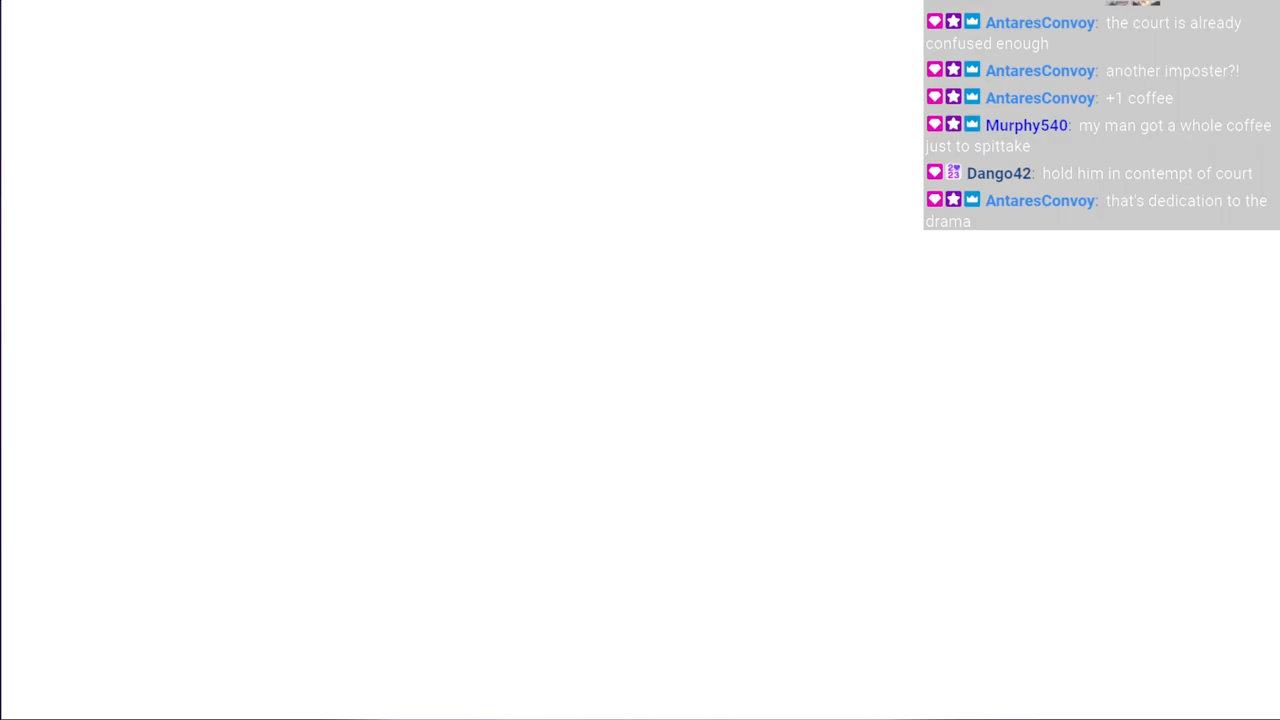 AntaresConvoy: the court is already
confused enough
AntaresConvoy: another imposter?!
AntaresConvoy: +1 coffee
Murphy540: my man got a whole coffee
just to spittake
Dango42: hold him in contempt of court
AntaresConvoy: that's dedication to the
drama